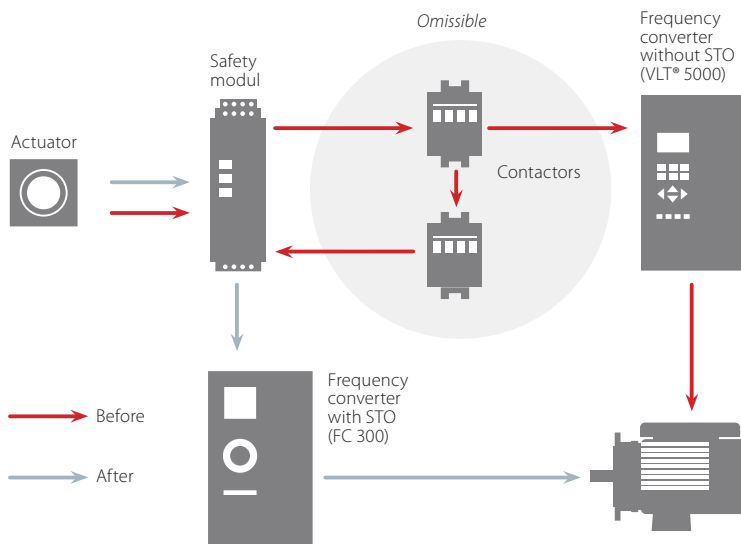 Omissible
Frequency
converter
without STO
(VLT® 5000)
Safety
modul
Actuator
Contactors
Frequency
converter
with STO
(FC 300)
Before
After